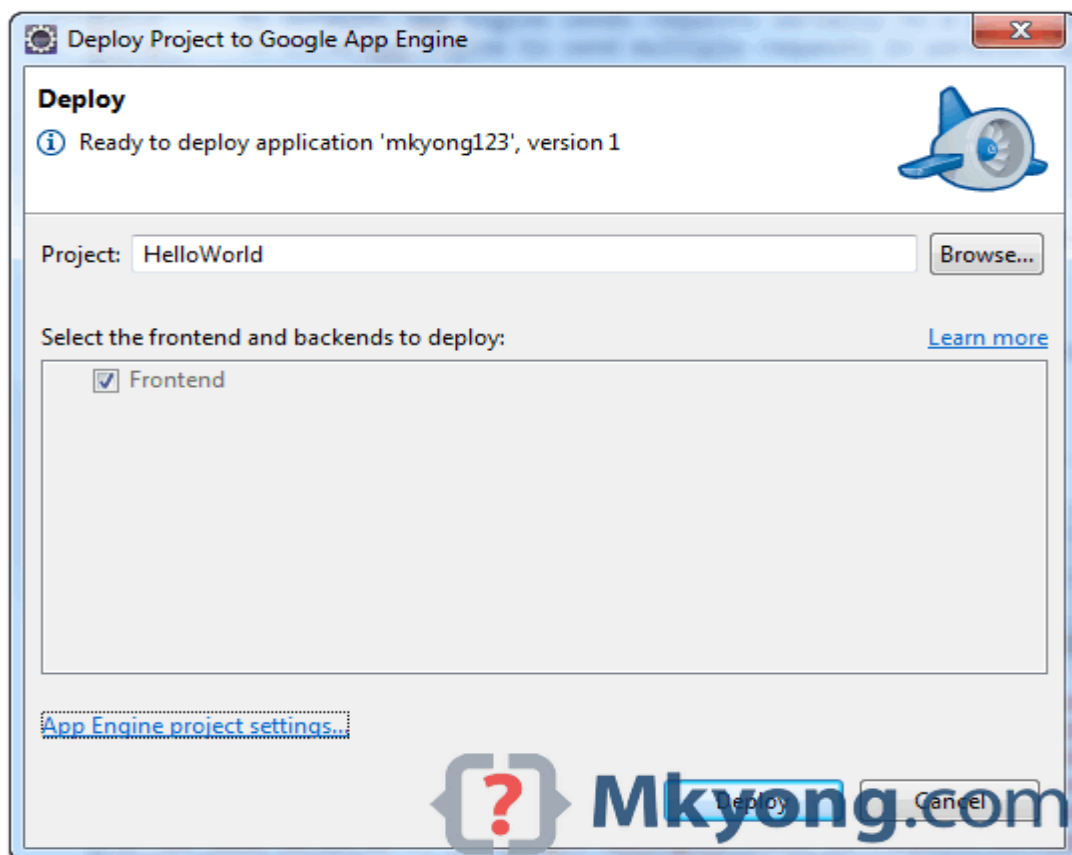 Deploy Project to Google App Engine
Deploy
Ready to deploy application 'mkyong123', version 1
Project: HelloWorld Browse...
Select the frontend and backends to deploy: Learn more
Frontend
App Engine project settings...
Deploy Cancel
Mkyong.com